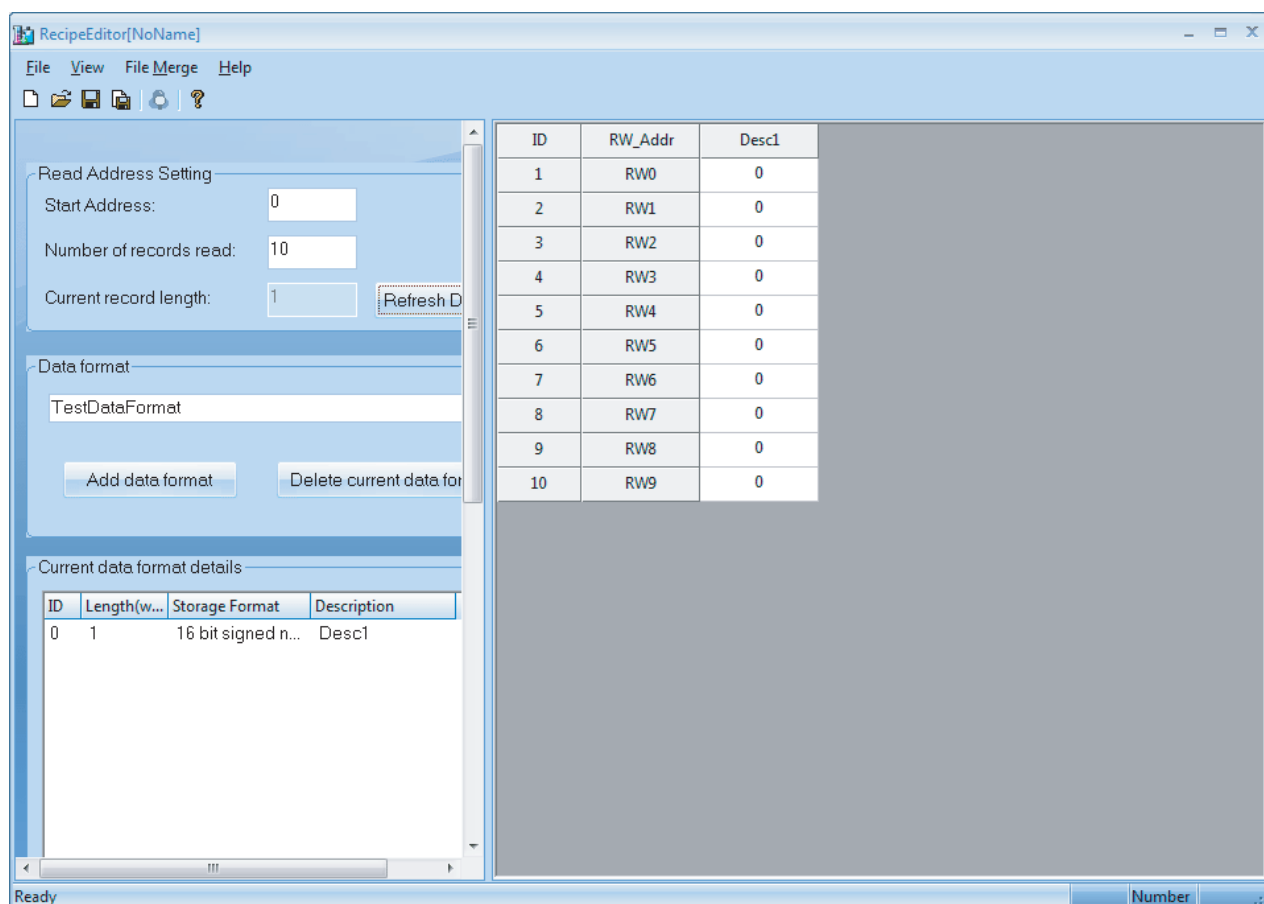 RecipeEditor[NoName]
File View File Merge Help
Read Address Setting
Start Address: 0
Number of records read: 10
Current record length: 1 Refresh D
Data format
TestDataFormat
Add data format Delete current data for
Current data format details
ID Length(w... Storage Format Description
0 1 16 bit signed n... Desc1
ID RW_Addr Desc1
1 RW0 0
2 RW1 0
3 RW2 0
4 RW3 0
5 RW4 0
6 RW5 0
7 RW6 0
8 RW7 0
9 RW8 0
10 RW9 0
Ready Number